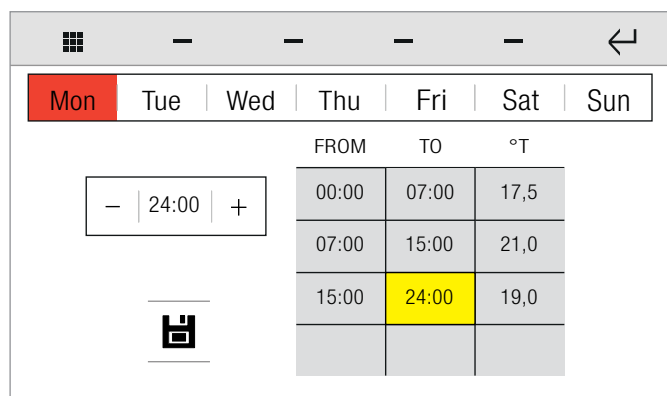 Mon Tue Wed Thu Fri Sat Sun
FROM TO °T
− 24:00 +
00:00 07:00 17,5
07:00 15:00 21,0
15:00 24:00 19,0